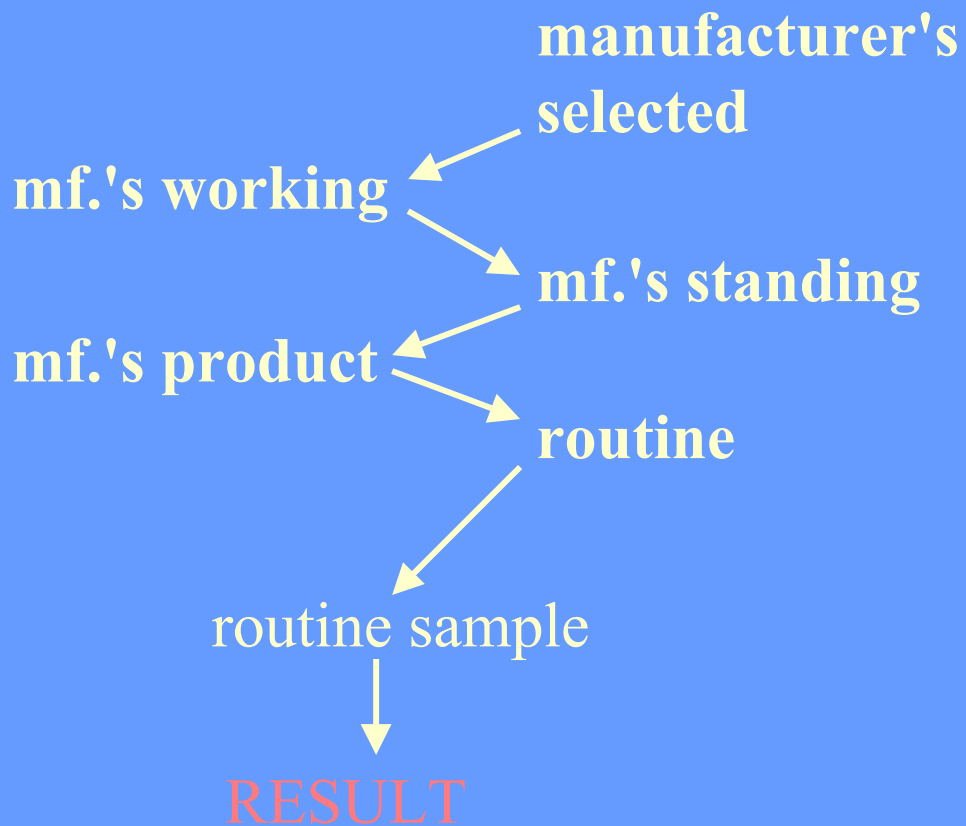 manufacturer's
selected
mf.'s working
mf.'s standing
mf.'s product
routine
routine sample
RESULT